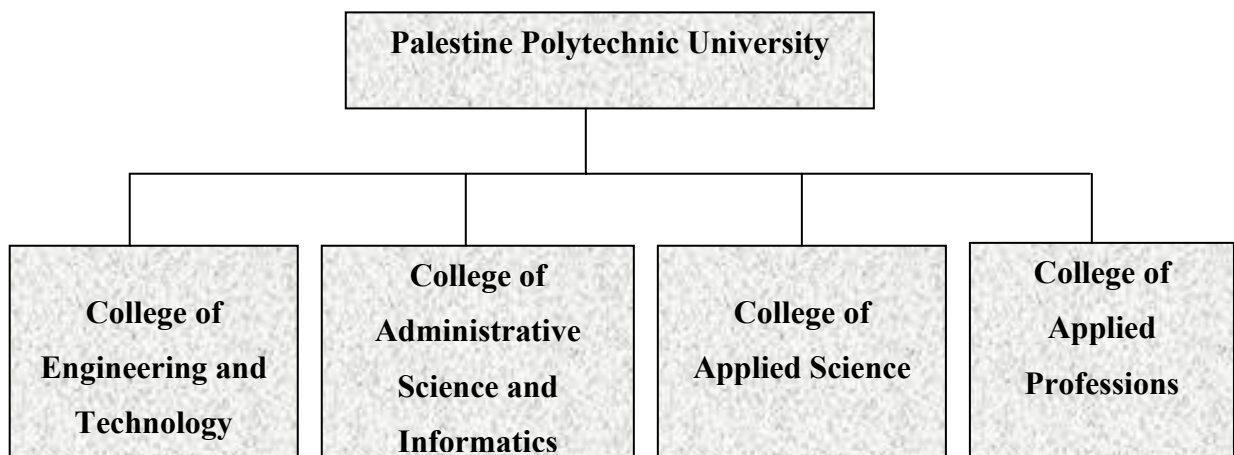 Palestine Polytechnic University
College of
Engineering and
Technology
College of
Administrative
Science and
Informatics
College of
Applied Science
College of
Applied
Professions